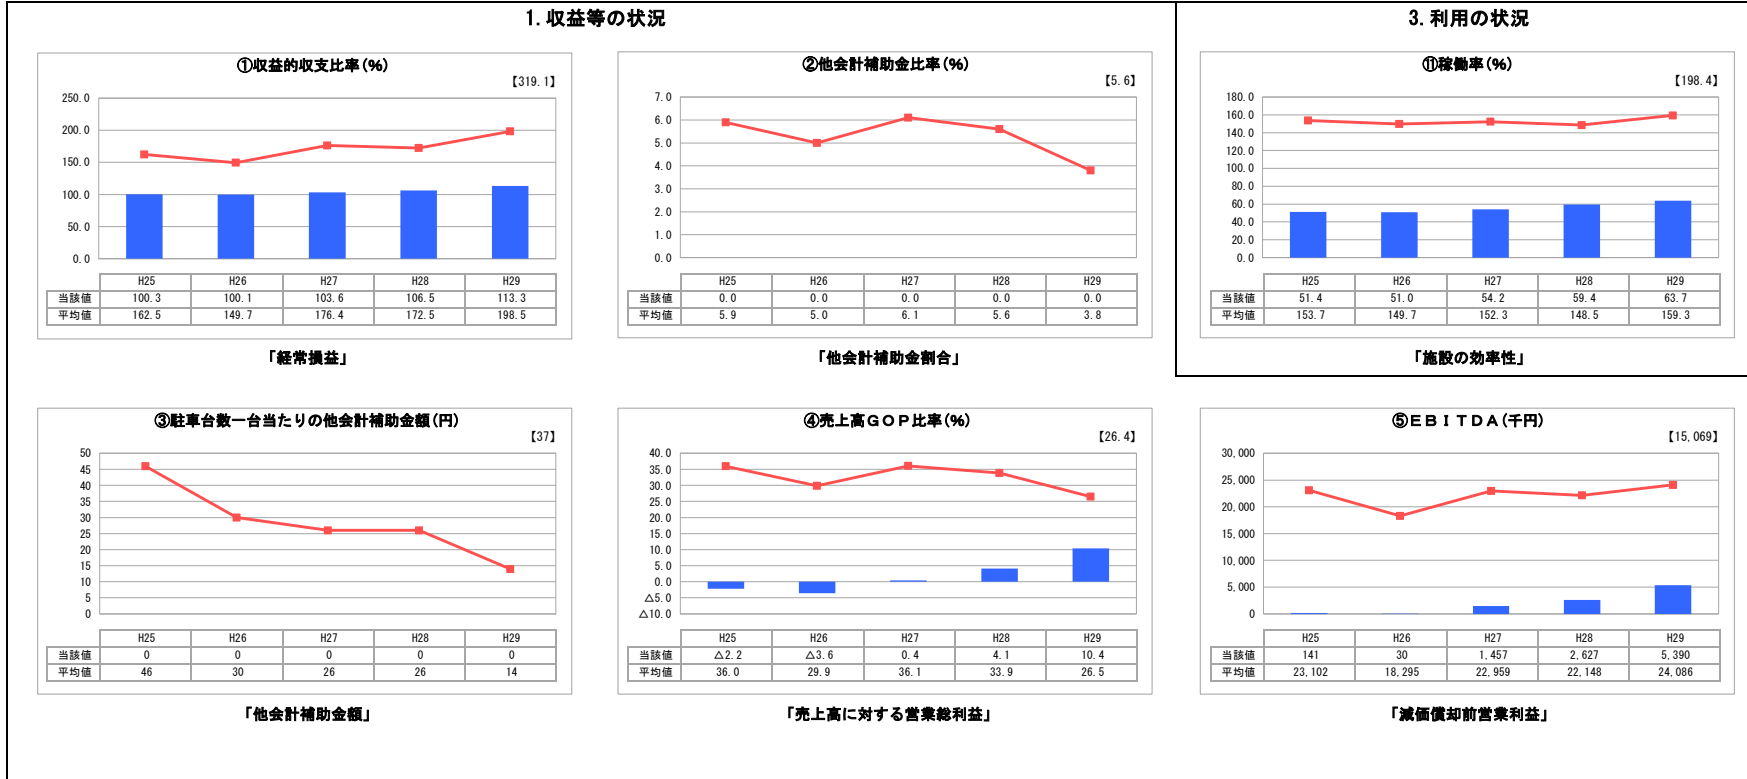 1. 収益等の状況
3. 利用の状況
①収益的収支比率(%)
【319.1】
250.0
200.0
150.0
100.0
50.0
0.0
H25 H26 H27 H28 H29
当該値 100.3 100.1 103.6 106.5 113.3
平均値 162.5 149.7 176.4 172.5 198.5
「経常損益」
②他会計補助金比率(%)
【5.6】
7.0
6.0
5.0
4.0
3.0
2.0
1.0
0.0
H25 H26 H27 H28 H29
当該値 0.0 0.0 0.0 0.0 0.0
平均値 5.9 5.0 6.1 5.6 3.8
「他会計補助金割合」
⑪稼働率(%)
【198.4】
180.0
160.0
140.0
120.0
100.0
80.0
60.0
40.0
20.0
0.0
H25 H26 H27 H28 H29
当該値 51.4 51.0 54.2 59.4 63.7
平均値 153.7 149.7 152.3 148.5 159.3
「施設の効率性」
③駐車台数一台当たりの他会計補助金額(円)
【37】
50
45
40
35
30
25
20
15
10
5
0
H25 H26 H27 H28 H29
当該値 0 0 0 0 0
平均値 46 30 26 26 14
「他会計補助金額」
④売上高ＧＯＰ比率(%)
【26.4】
40.0
35.0
30.0
25.0
20.0
15.0
10.0
5.0
0.0
△5.0
△10.0
H25 H26 H27 H28 H29
当該値 △2.2 △3.6 0.4 4.1 10.4
平均値 36.0 29.9 36.1 33.9 26.5
「売上高に対する営業総利益」
⑤ＥＢＩＴＤＡ(千円)
【15,069】
30,000
25,000
20,000
15,000
10,000
5,000
0
H25 H26 H27 H28 H29
当該値 141 30 1,457 2,627 5,390
平均値 23,102 18,295 22,959 22,148 24,086
「減価償却前営業利益」